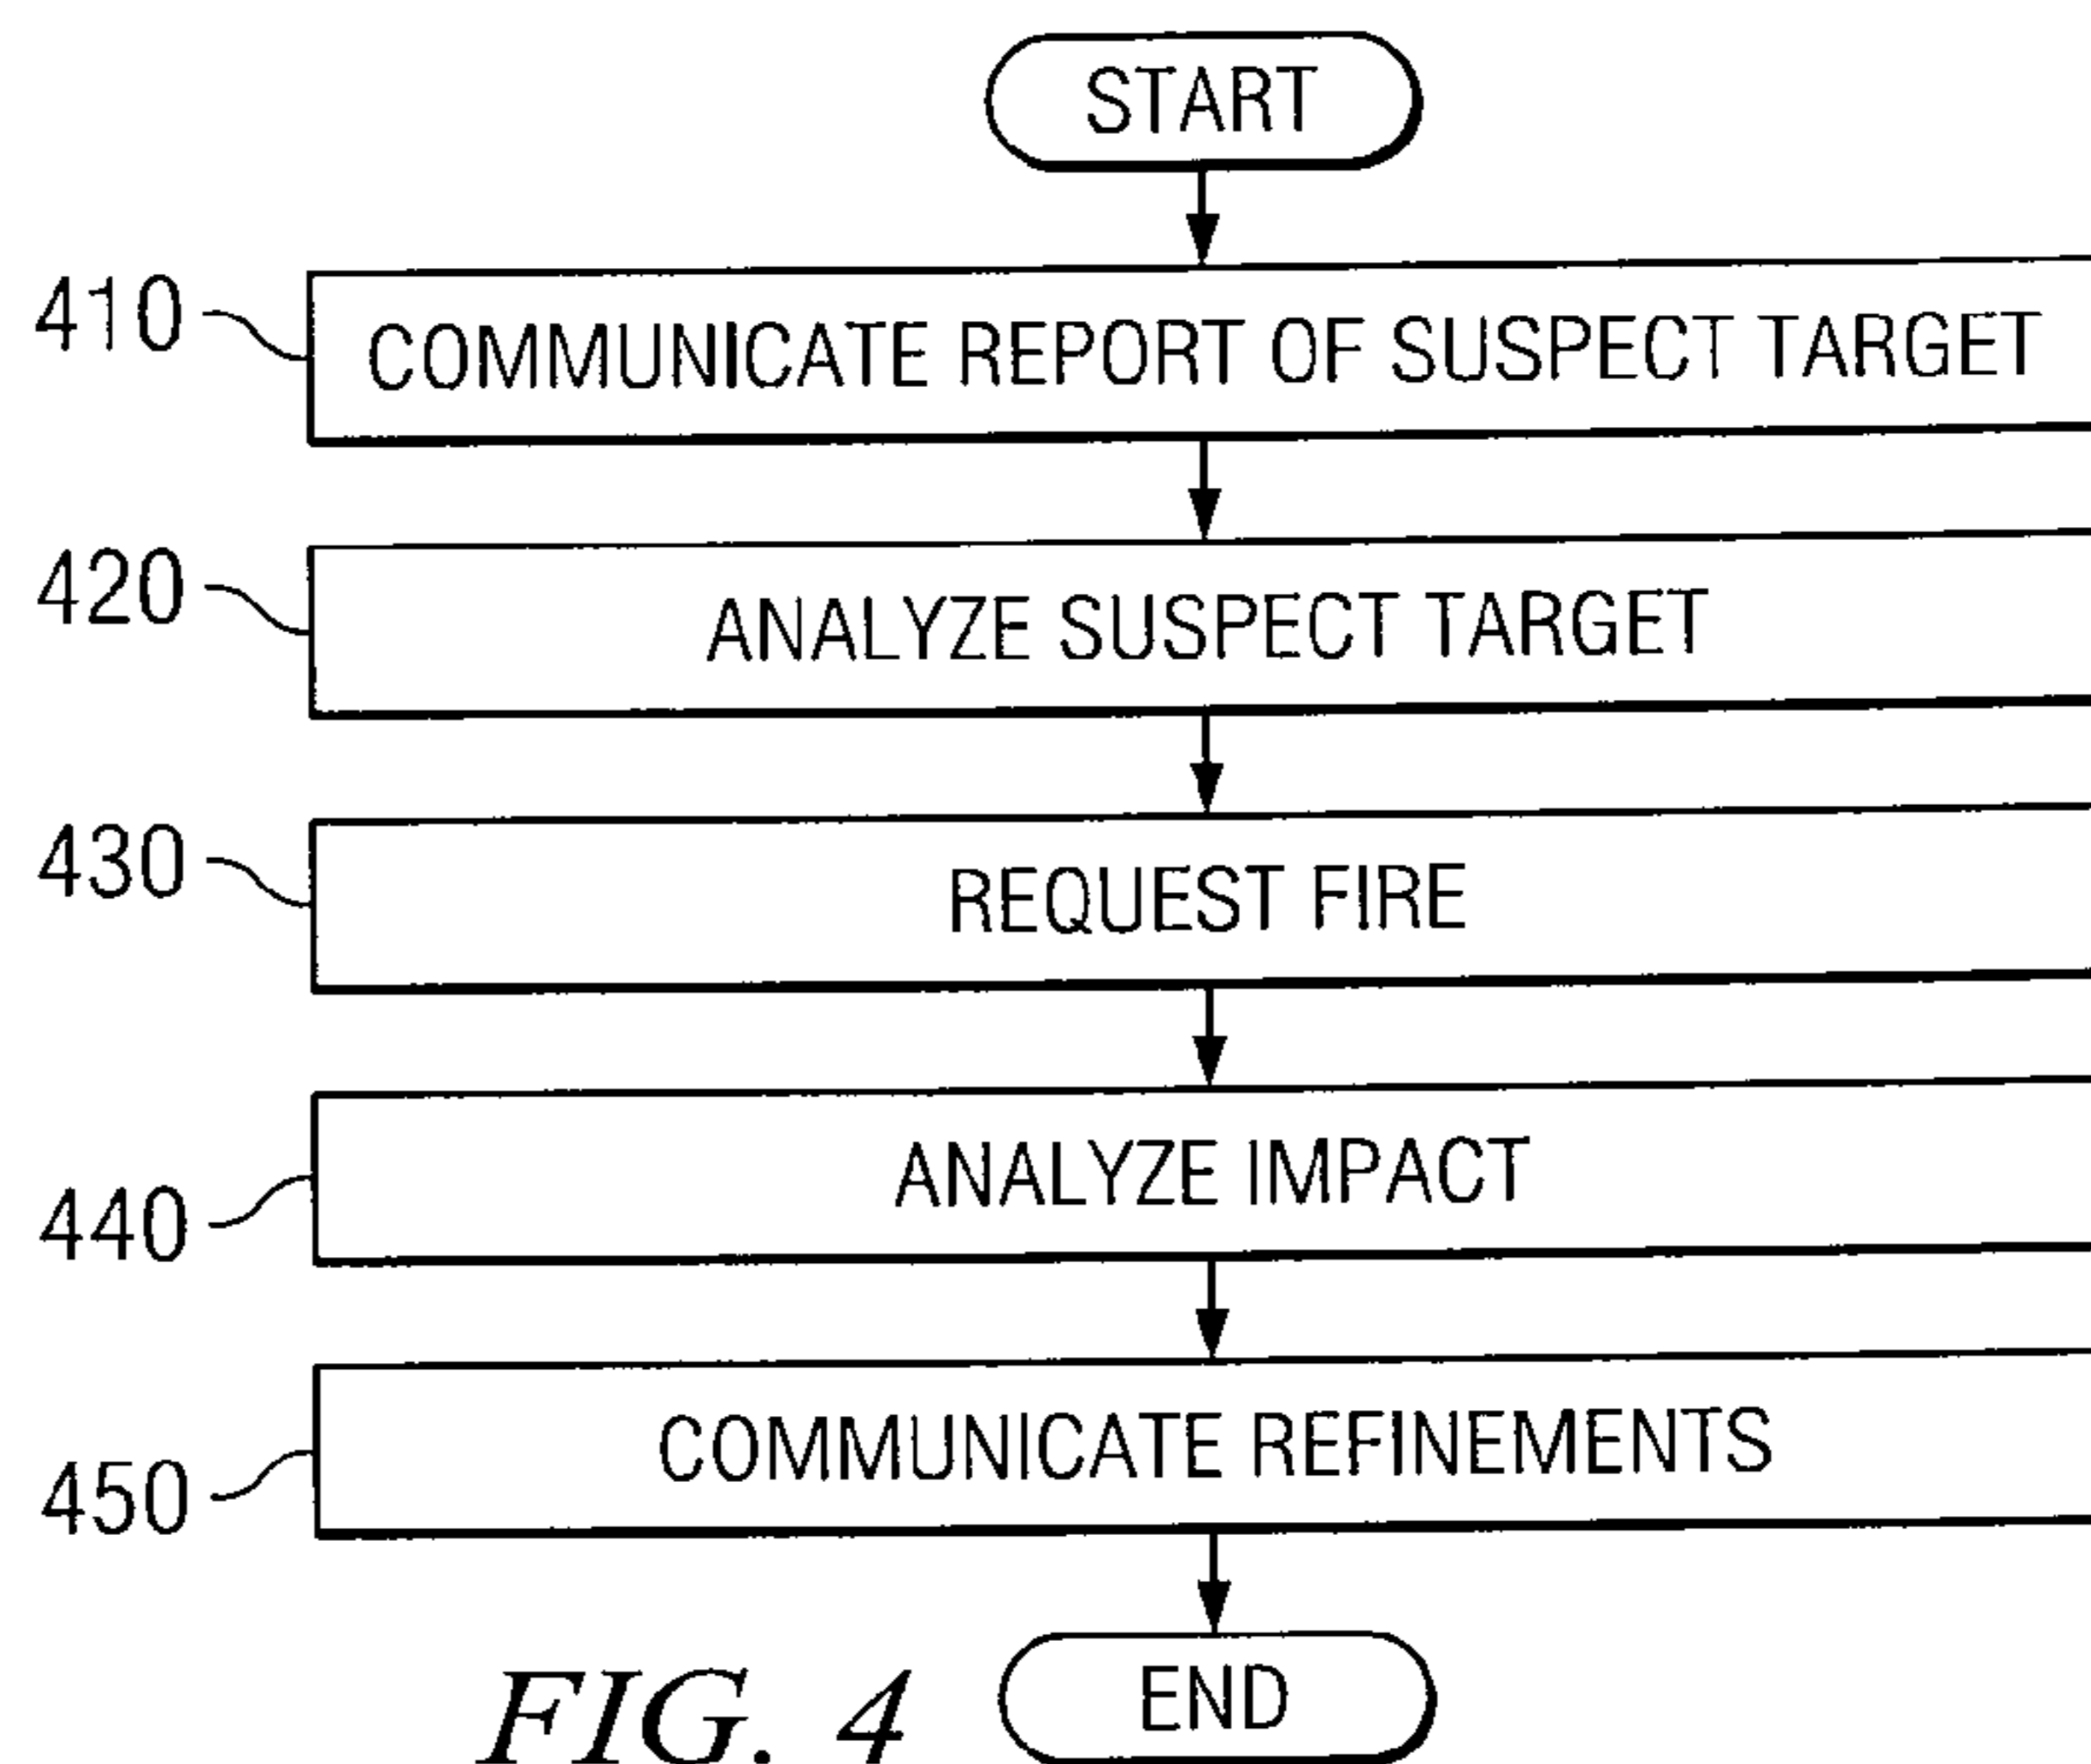 START
410
COMMUNICATE REPORT OF SUSPECT TARGET
420
ANALYZE SUSPECT TARGET
430
REQUEST FIRE
440
ANALYZE IMPACT
450
COMMUNICATE REFINEMENTS
END
FIG. 4